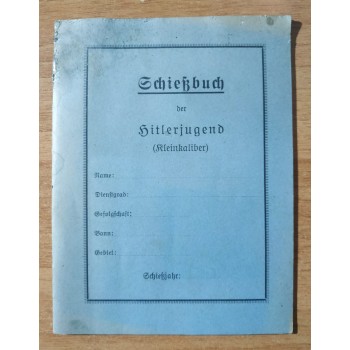 Schießbuch
der
Hitlerjugend
(Kleinkaliber)
Name:
Dienstgrad:
Gefolgschaft:
Bann:
Gebiet:
Schießjahr: